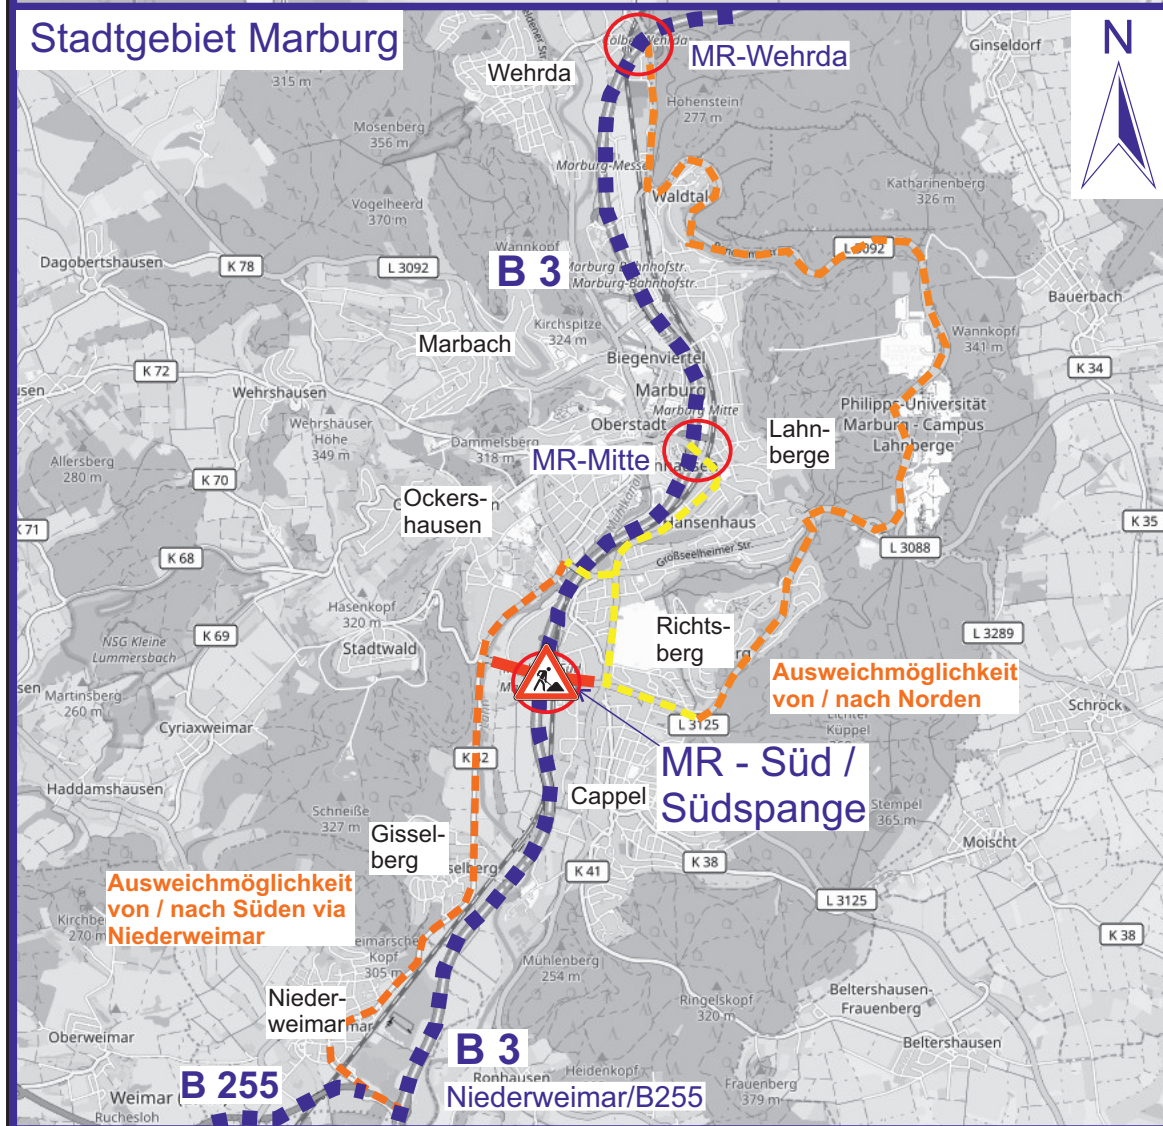 Stadtgebiet Marburg
N
MR-Wehrda
Wehrda
Ginseldorf
315 m
Hohenstein
277 m
Mosenberg
356 m
Marburg-Messe
Waldtal
Katharinenberg
326 m
Vogelheerd
370 m
Wannkopf
L 3092
Dagobertshausen
K 78
L 3092
B 3
Marburg Bahnhofstr.
Marburg-Bahnhofstr.
Bauerbach
Kirchspitze
324 m
Wannkopf
341 m
Marbach
Biegenviertel
K 72
K 34
Wehrshausen
Marburg
Marburg Mitte
Philipps-Universität
Marburg - Campus
Lahnberge
Wehrshäuser
Höhe
349 m
Oberstadt
Dammelsberg
318 m
Lahn-
berge
MR-Mitte
Allersberg
280 m
K 70
Ockers-
hausen
K 71
Hansenhaus
K 35
Großseelheimer Str.
L 3088
K 68
Hasenkopf
320 m
NSG Kleine
Lummersbach
K 69
Stadtwald
Richts-
berg
L 3289
Ausweichmöglichkeit
von / nach Norden
Martinsberg
260 m
Cyriaxweimar
L 3125
Lichter
Küppel
Schröck
MR - Süd /
Südspange
Haddamshausen
Cappel
Schneiße
327 m
Stempel
365 m
Gissel-
berg
Moischt
K 41
K 38
Ausweichmöglichkeit
von / nach Süden via
Niederweimar
L 3125
K 38
305 m
Mühlenberg
254 m
Nieder-
weimar
Ringelskopf
320 m
Beltershausen-
Frauenberg
Oberweimar
B 3
Beltershausen
B 255
Ronhausen
Heidenkopf
Niederweimar/B255
Frauenberg
379 m
Weimar
Ruchesloh